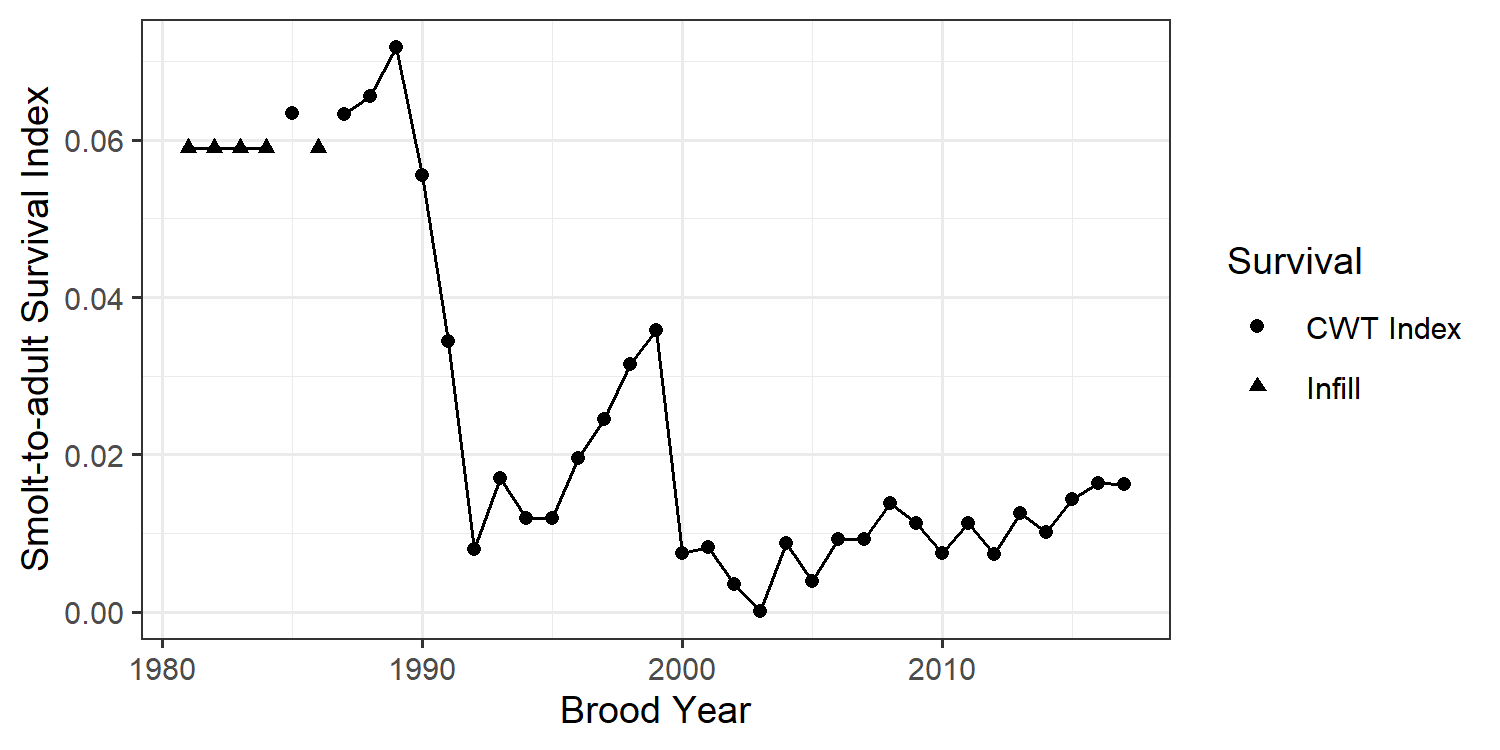 Smolt-to-adult Survival Index
0.06
0.04
0.02
0.00
1980 1990 2000 2010
Brood Year
Survival
CWT Index
Infill